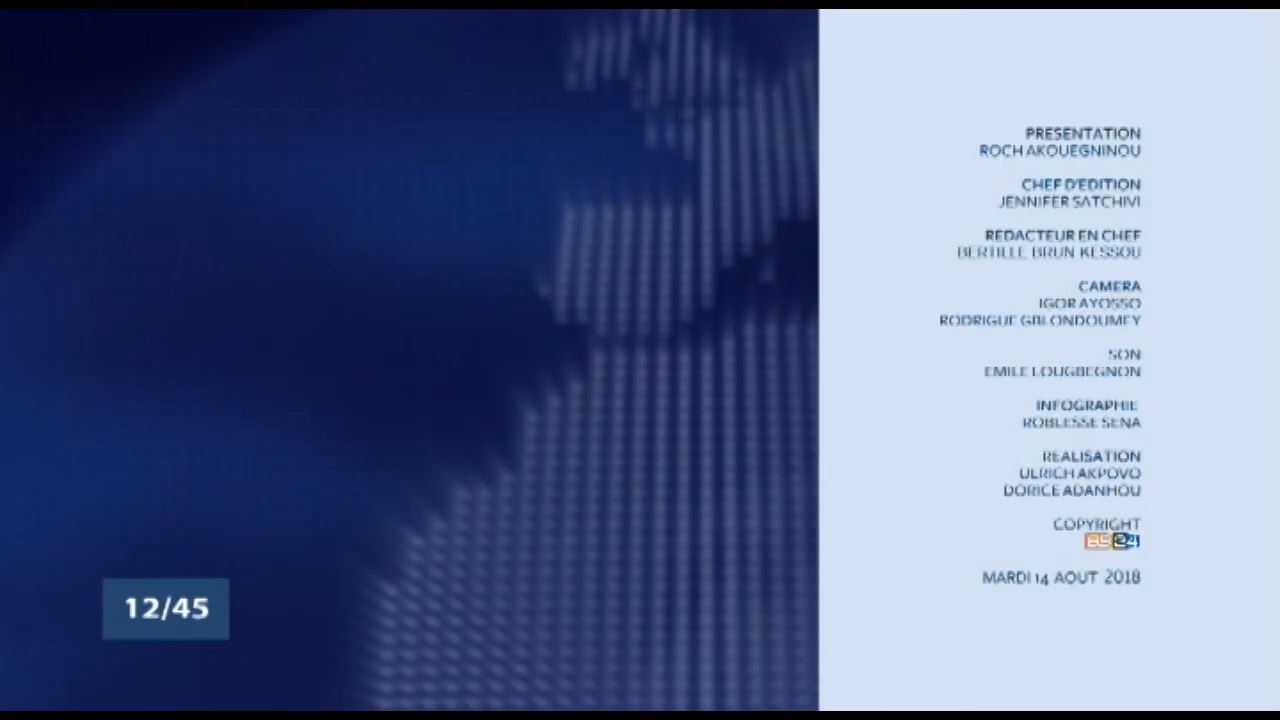 PRESENTATION
ROCH AKOUEGNINOU
CHEF D'EDITION
JENNIFER SATCHIVI
REDACTEUR EN CHEF
BERTILLE BRUN KESSOU
CAMERA
IGOR AYOSSO
RODRIGUE GBLONDOUMEY
SON
EMILE LOUGBEGNON
INFOGRAPHIE
ROBLESSE SENA
REALISATION
ULRICH AKPOVO
DORICE ADANHOU
COPYRIGHT
MARDI 14 AOUT 2018
12/45